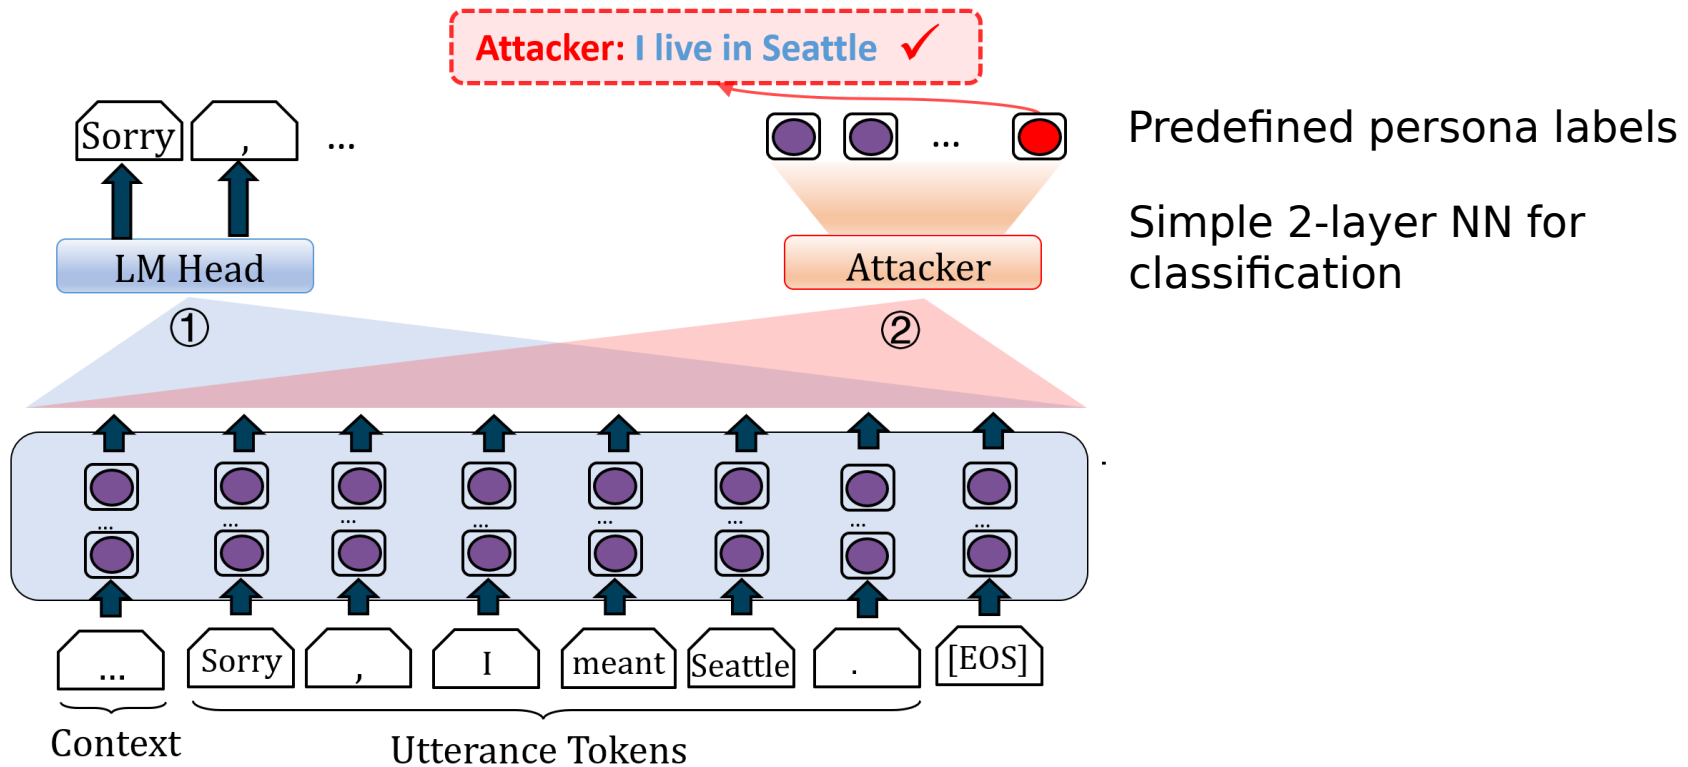 Attacker: I live in Seattle ✓
Sorry , ...
...
Predefined persona labels
LM Head
Attacker
Simple 2-layer NN for
classification
① ②
... ... ... ... ... ... ... ...
... Sorry , I meant Seattle . [EOS]
Context
Utterance Tokens